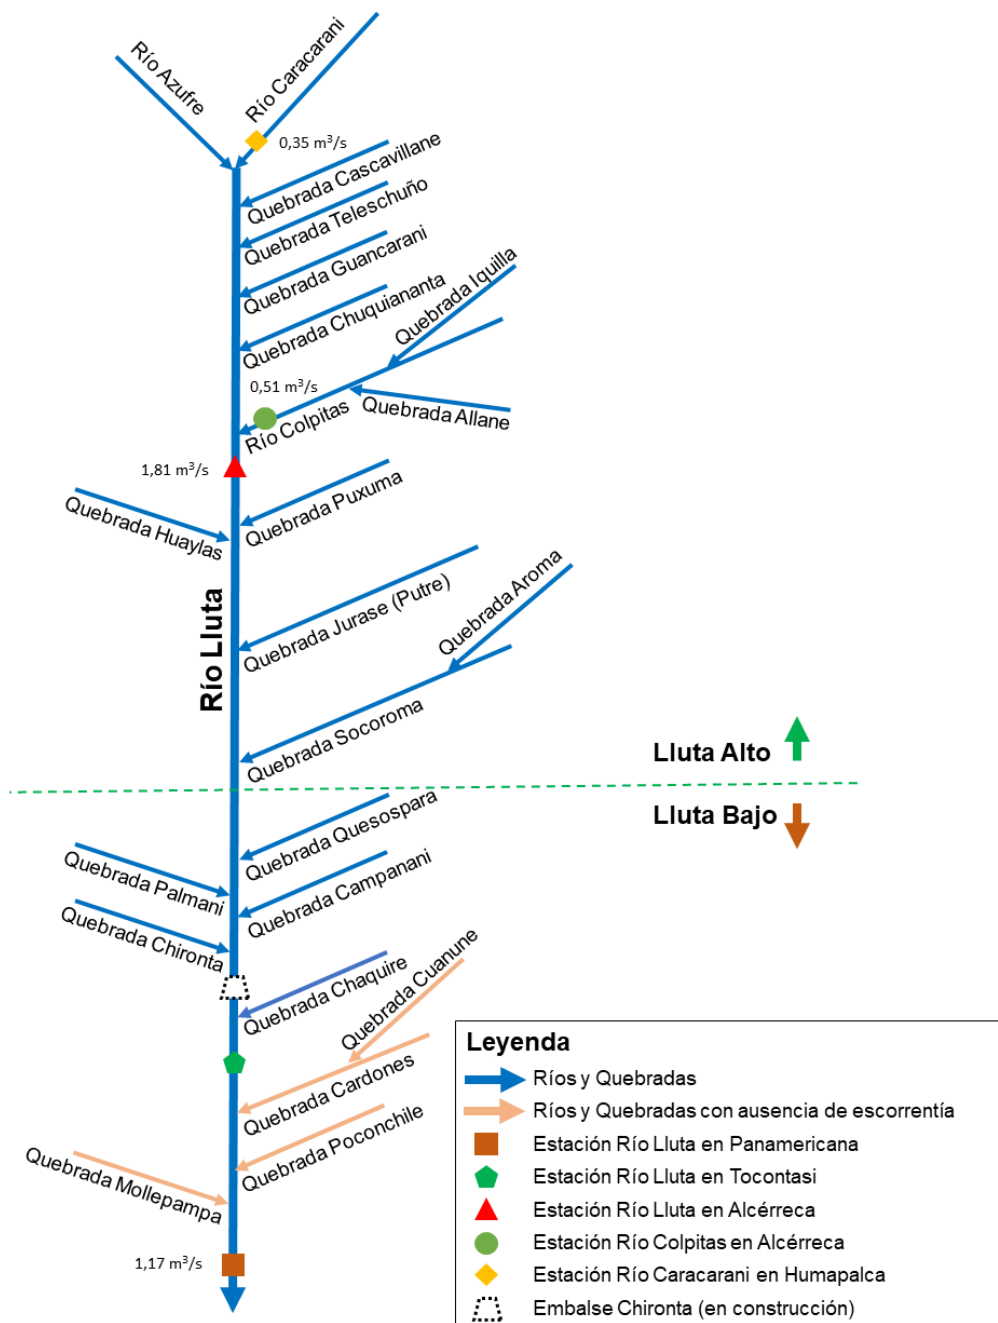 Río Azufre
Río Caracarani
0,35 m³/s
Quebrada Cascavillane
Quebrada Teleschuño
Quebrada Guancarani
Quebrada Chuquiananta
Quebrada Iquilla
0,51 m³/s
Quebrada Allane
Río Colpitas
1,81 m³/s
Quebrada Puxuma
Quebrada Huaylas
Río Lluta
Quebrada Jurase (Putre)
Quebrada Aroma
Quebrada Socoroma
Lluta Alto
Lluta Bajo
Quebrada Quesospara
Quebrada Palmani
Quebrada Campanani
Quebrada Chironta
Quebrada Chaquire
Quebrada Cuanune
Quebrada Cardones
Quebrada Poconchile
Quebrada Mollepampa
1,17 m³/s
Leyenda
Ríos y Quebradas
Ríos y Quebradas con ausencia de escorrentía
Estación Río Lluta en Panamericana
Estación Río Lluta en Tocontasi
Estación Río Lluta en Alcérreca
Estación Río Colpitas en Alcérreca
Estación Río Caracarani en Humapalca
Embalse Chironta (en construcción)